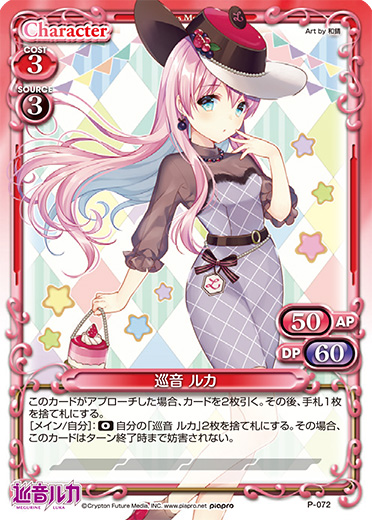 Character
Art by 和錆
COST
3
SOURCE
3
50 AP
DP 60
巡音 ルカ
このカードがアプローチした場合、カードを2枚引く。その後、手札1枚
を捨て札にする。
[メイン/自分]: 自分の「巡音 ルカ」2枚を捨て札にする。その場合、
このカードはターン終了時まで妨害されない。
巡音ルカ
MEGURINE LUKA
©Crypton Future Media, INC. www.piapro.net piapro
P-072